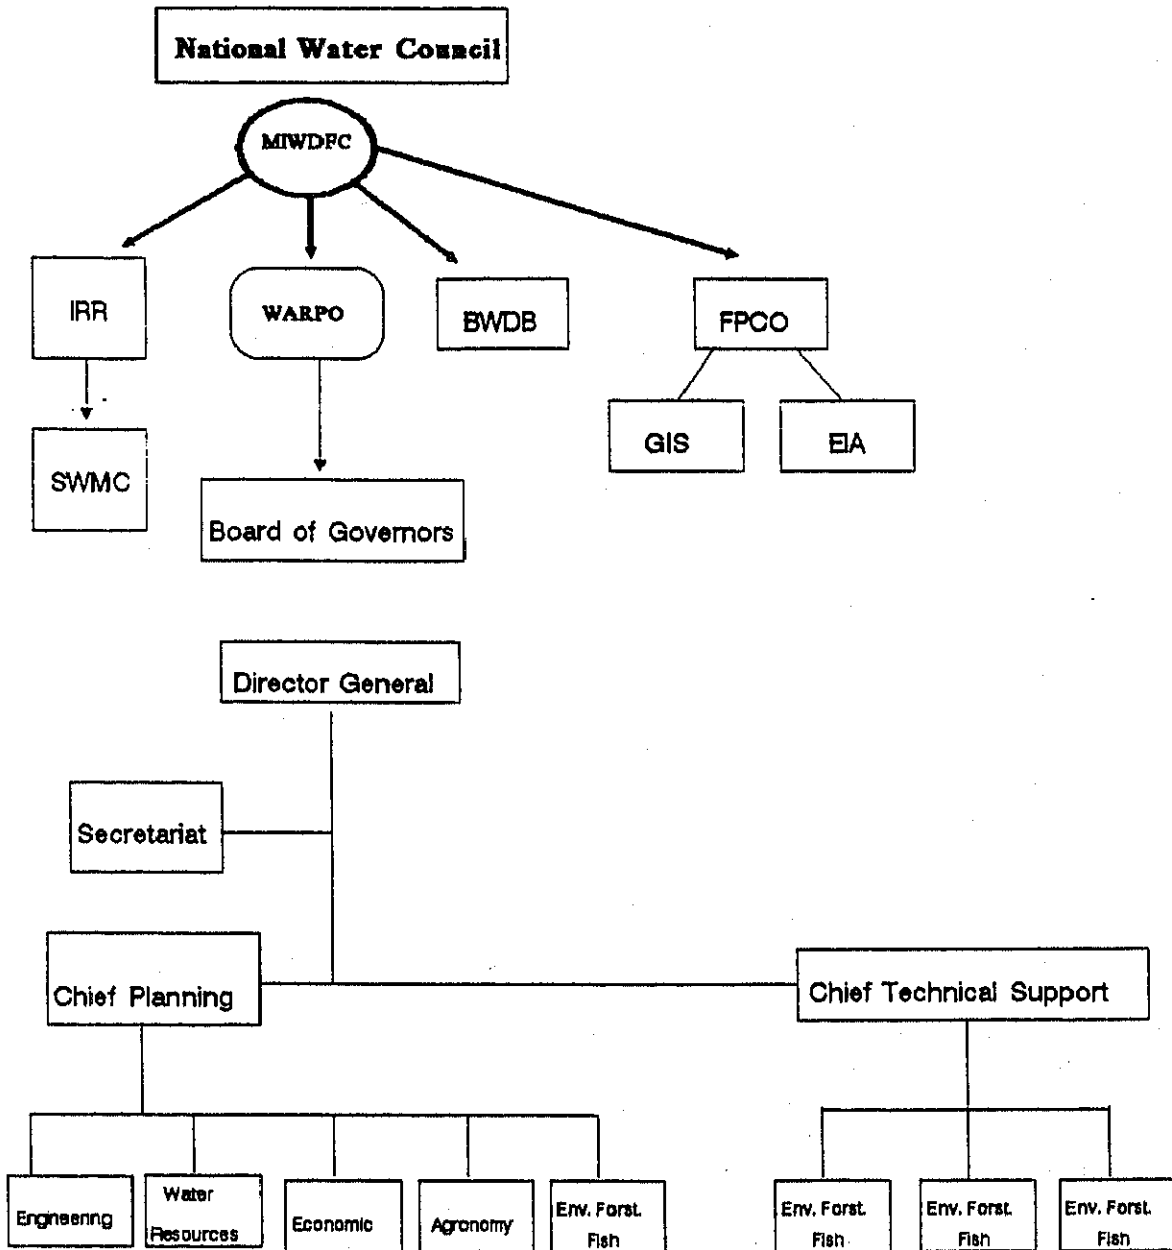 National Water Council
MIWDFC
IRR
WARPO
BWDB
FPCO
GIS
EIA
SWMC
Board of Governors
Director General
Secretariat
Chief Planning
Chief Technical Support
Engineering
Water
Resources
Economic
Agronomy
Env. Forst.
Fish
Env. Forst.
Fish
Env. Forst.
Fish
Env. Forst.
Fish